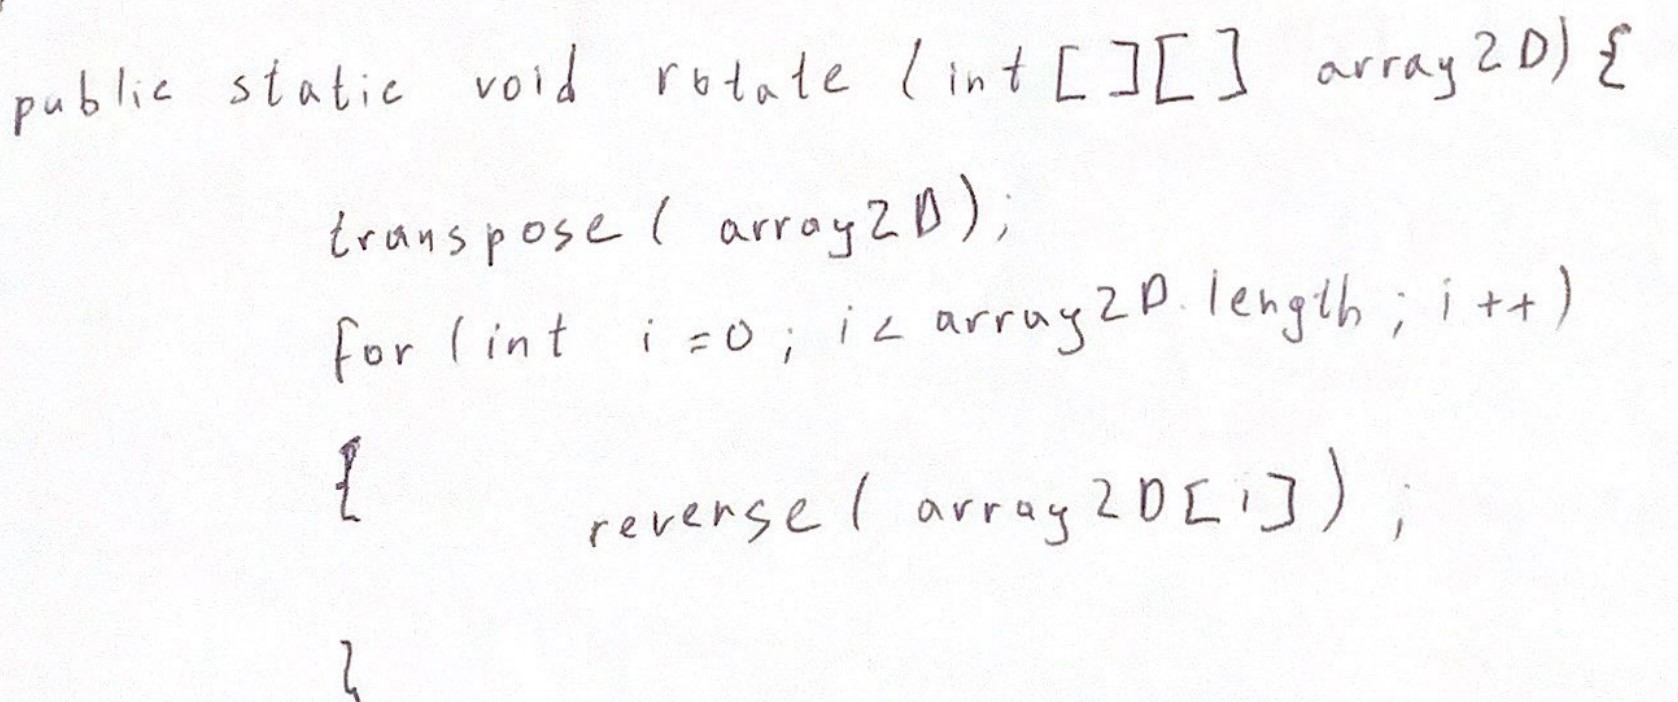 public static void rotate (int[][] array2D) {
transpose( array2D);
for (int i=0; i< array2D.length; i++)
{ reverse( array2D[i]);
}